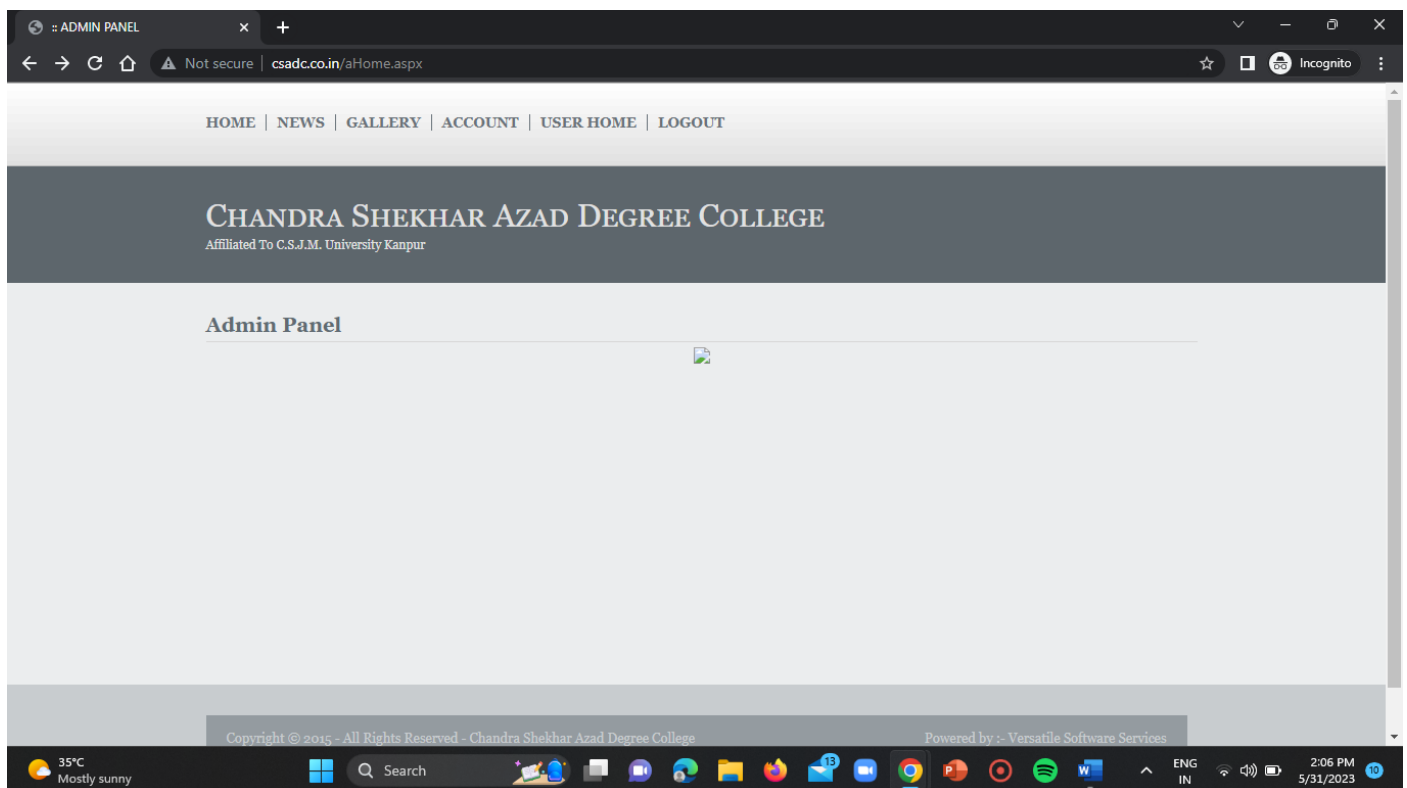 :: ADMIN PANEL
Not secure | csadc.co.in/aHome.aspx
Incognito
HOME | NEWS | GALLERY | ACCOUNT | USER HOME | LOGOUT
CHANDRA SHEKHAR AZAD DEGREE COLLEGE
Affiliated To C.S.J.M. University Kanpur
Admin Panel
Copyright © 2015 - All Rights Reserved - Chandra Shekhar Azad Degree College
Powered by :- Versatile Software Services
35°C
Mostly sunny
Search
13
ENG
IN
2:06 PM
5/31/2023
10